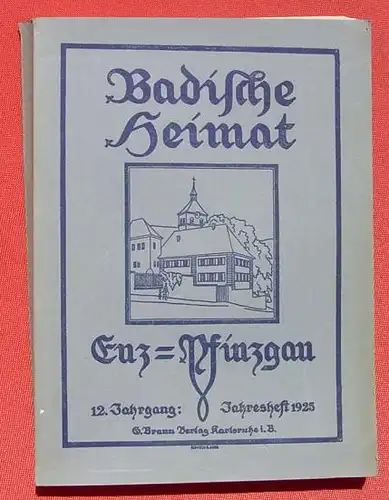 Badische
Heimat
Enz=Pfinzgau
12. Jahrgang: Jahresheft 1925
G. Braun Verlag Karlsruhe i. B.